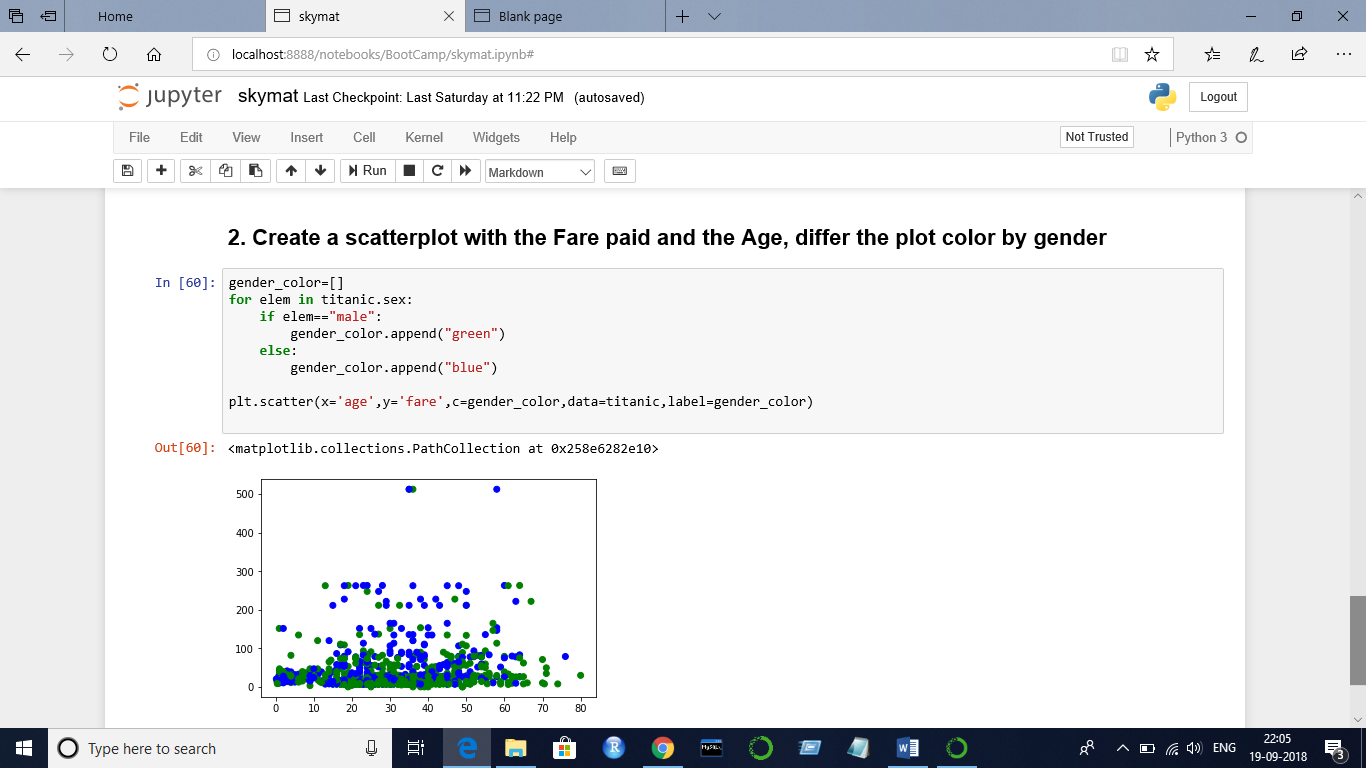 Home
skymat
Blank page
localhost:8888/notebooks/BootCamp/skymat.ipynb#
jupyter skymat Last Checkpoint: Last Saturday at 11:22 PM (autosaved)
Logout
File Edit View Insert Cell Kernel Widgets Help
Not Trusted
Python 3
Run
Markdown
2. Create a scatterplot with the Fare paid and the Age, differ the plot color by gender
In [60]:
gender_color=[]
for elem in titanic.sex:
    if elem=="male":
        gender_color.append("green")
    else:
        gender_color.append("blue")
plt.scatter(x='age',y='fare',c=gender_color,data=titanic,label=gender_color)
Out[60]: <matplotlib.collections.PathCollection at 0x258e6282e10>
500
400
300
200
100
0
0 10 20 30 40 50 60 70 80
Type here to search
R
MySQL
W
ENG
22:05
19-09-2018
3